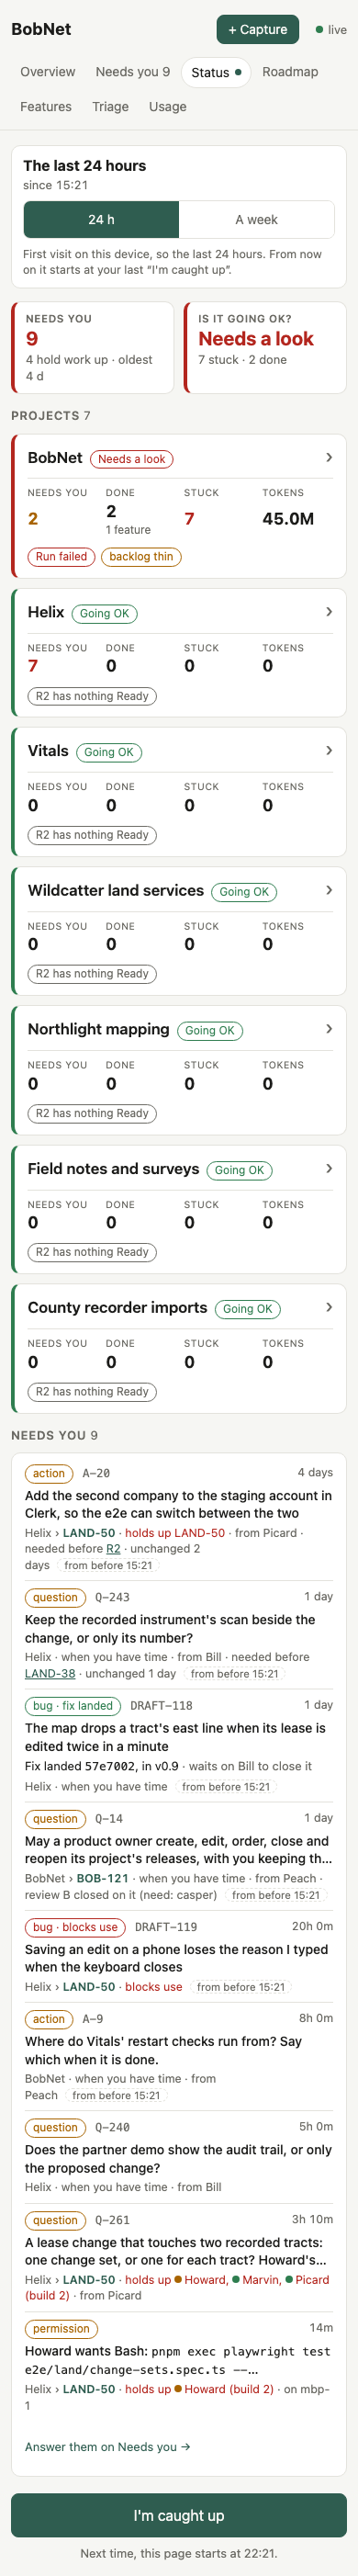 BobNet
+ Capture
live
Overview
Needs you 9
Status
Roadmap
Features
Triage
Usage
The last 24 hours
since 15:21
24 h
A week
First visit on this device, so the last 24 hours. From now
on it starts at your last "I'm caught up".
NEEDS YOU
9
4 hold work up · oldest
4 d
IS IT GOING OK?
Needs a look
7 stuck · 2 done
PROJECTS 7
BobNet Needs a look ›
NEEDS YOU DONE STUCK TOKENS
2 2 7 45.0M
1 feature
Run failed backlog thin
Helix Going OK ›
NEEDS YOU DONE STUCK TOKENS
7 0 0 0
R2 has nothing Ready
Vitals Going OK ›
NEEDS YOU DONE STUCK TOKENS
0 0 0 0
R2 has nothing Ready
Wildcatter land services Going OK ›
NEEDS YOU DONE STUCK TOKENS
0 0 0 0
R2 has nothing Ready
Northlight mapping Going OK ›
NEEDS YOU DONE STUCK TOKENS
0 0 0 0
R2 has nothing Ready
Field notes and surveys Going OK ›
NEEDS YOU DONE STUCK TOKENS
0 0 0 0
R2 has nothing Ready
County recorder imports Going OK ›
NEEDS YOU DONE STUCK TOKENS
0 0 0 0
R2 has nothing Ready
NEEDS YOU 9
action A-20 4 days
Add the second company to the staging account in
Clerk, so the e2e can switch between the two
Helix › LAND-50 · holds up LAND-50 · from Picard ·
needed before R2 · unchanged 2
days from before 15:21
question Q-243 1 day
Keep the recorded instrument's scan beside the
change, or only its number?
Helix · when you have time · from Bill · needed before
LAND-38 · unchanged 1 day from before 15:21
bug · fix landed DRAFT-118 1 day
The map drops a tract's east line when its lease is
edited twice in a minute
Fix landed 57e7002, in v0.9 · waits on Bill to close it
Helix · when you have time from before 15:21
question Q-14 1 day
May a product owner create, edit, order, close and
reopen its project's releases, with you keeping th...
BobNet › BOB-121 · when you have time · from Peach ·
review B closed on it (need: casper) from before 15:21
bug · blocks use DRAFT-119 20h 0m
Saving an edit on a phone loses the reason I typed
when the keyboard closes
Helix › LAND-50 · blocks use from before 15:21
action A-9 8h 0m
Where do Vitals' restart checks run from? Say
which when it is done.
BobNet · when you have time · from
Peach from before 15:21
question Q-240 5h 0m
Does the partner demo show the audit trail, or only
the proposed change?
Helix · when you have time · from Bill
question Q-261 3h 10m
A lease change that touches two recorded tracts:
one change set, or one for each tract? Howard's...
Helix › LAND-50 · holds up Howard, Marvin, Picard
(build 2) · from Picard
permission 14m
Howard wants Bash: pnpm exec playwright test
e2e/land/change-sets.spec.ts --...
Helix › LAND-50 · holds up Howard (build 2) · on mbp-
1
Answer them on Needs you →
I'm caught up
Next time, this page starts at 22:21.